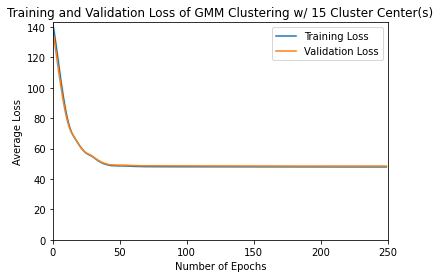 Training and Validation Loss of GMM Clustering w/ 15 Cluster Center(s)
Training Loss
Validation Loss
Average Loss
140
120
100
80
60
40
20
0
0 50 100 150 200 250
Number of Epochs